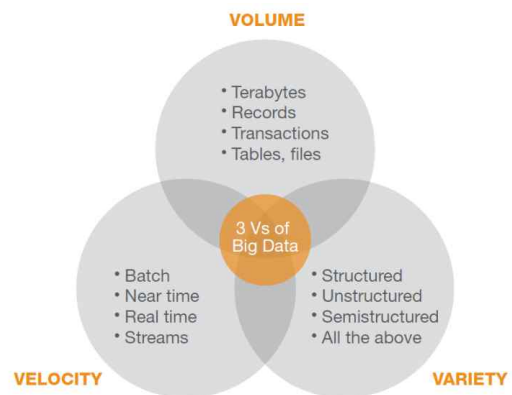 VOLUME
• Terabytes
• Records
• Transactions
• Tables, files
3 Vs of
Big Data
• Batch
• Near time
• Real time
• Streams
• Structured
• Unstructured
• Semistructured
• All the above
VELOCITY
VARIETY